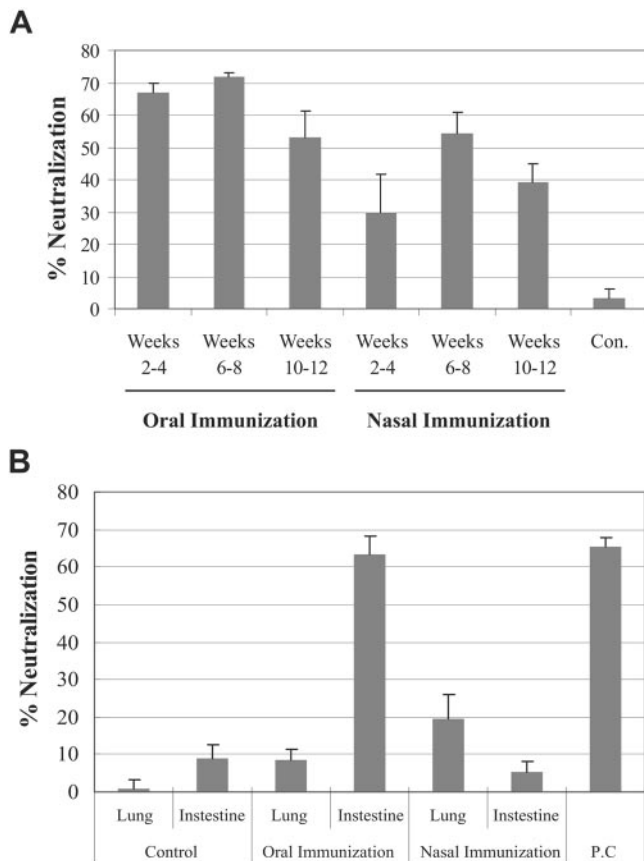 A
80
70
60
50
40
30
20
10
0
% Neutralization
Weeks Weeks Weeks Weeks Weeks Weeks Con.
2-4 6-8 10-12 2-4 6-8 10-12
Oral Immunization Nasal Immunization
B
80
70
60
50
40
30
20
10
0
% Neutralization
Lung Instestine Lung Instestine Lung Instestine
Control Oral Immunization Nasal Immunization P.C